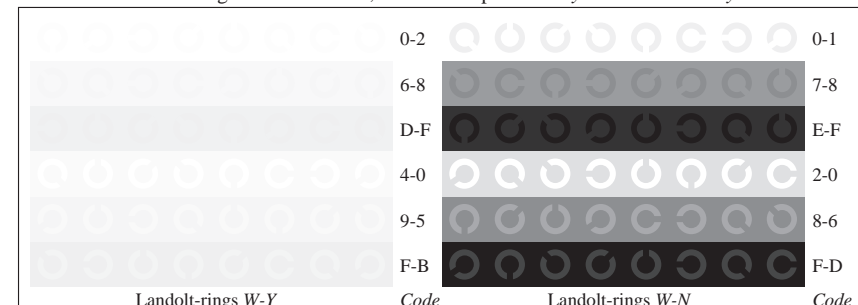 0-2 0-1
6-8 7-8
D-F E-F
4-0 2-0
9-5 8-6
F-B F-D
Landolt-rings W-Y Code Landolt-rings W-N Code